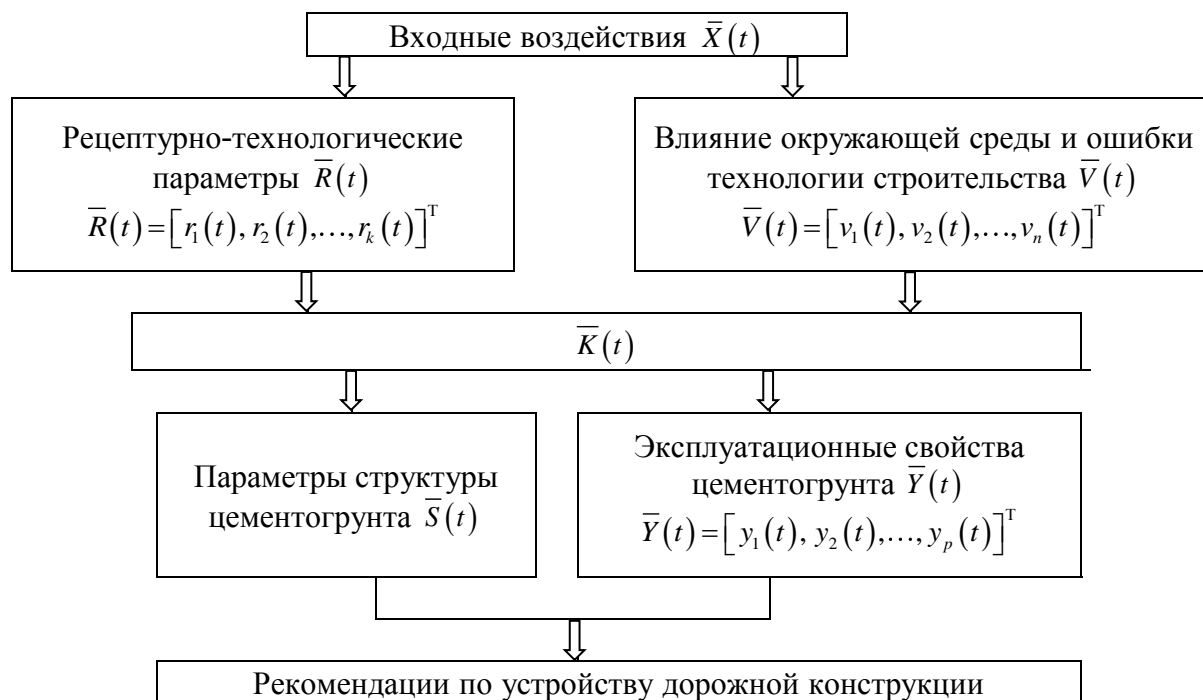 Входные воздействия X̅(t)
Рецептурно-технологические
параметры R̅(t)
R̅(t)=[r₁(t), r₂(t),…,rₖ(t)]ᵀ
Влияние окружающей среды и ошибки
технологии строительства V̅(t)
V̅(t)=[v₁(t), v₂(t),…,vₙ(t)]ᵀ
K̅(t)
Параметры структуры
цементогрунта S̅(t)
Эксплуатационные свойства
цементогрунта Y̅(t)
Y̅(t)=[y₁(t), y₂(t),…,yₚ(t)]ᵀ
Рекомендации по устройству дорожной конструкции